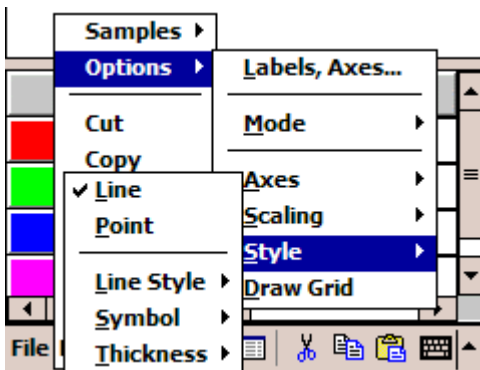 Samples
Options
Cut
Copy
Labels, Axes...
Mode
Axes
Scaling
Style
Draw Grid
Line
Point
Line Style
Symbol
Thickness
File